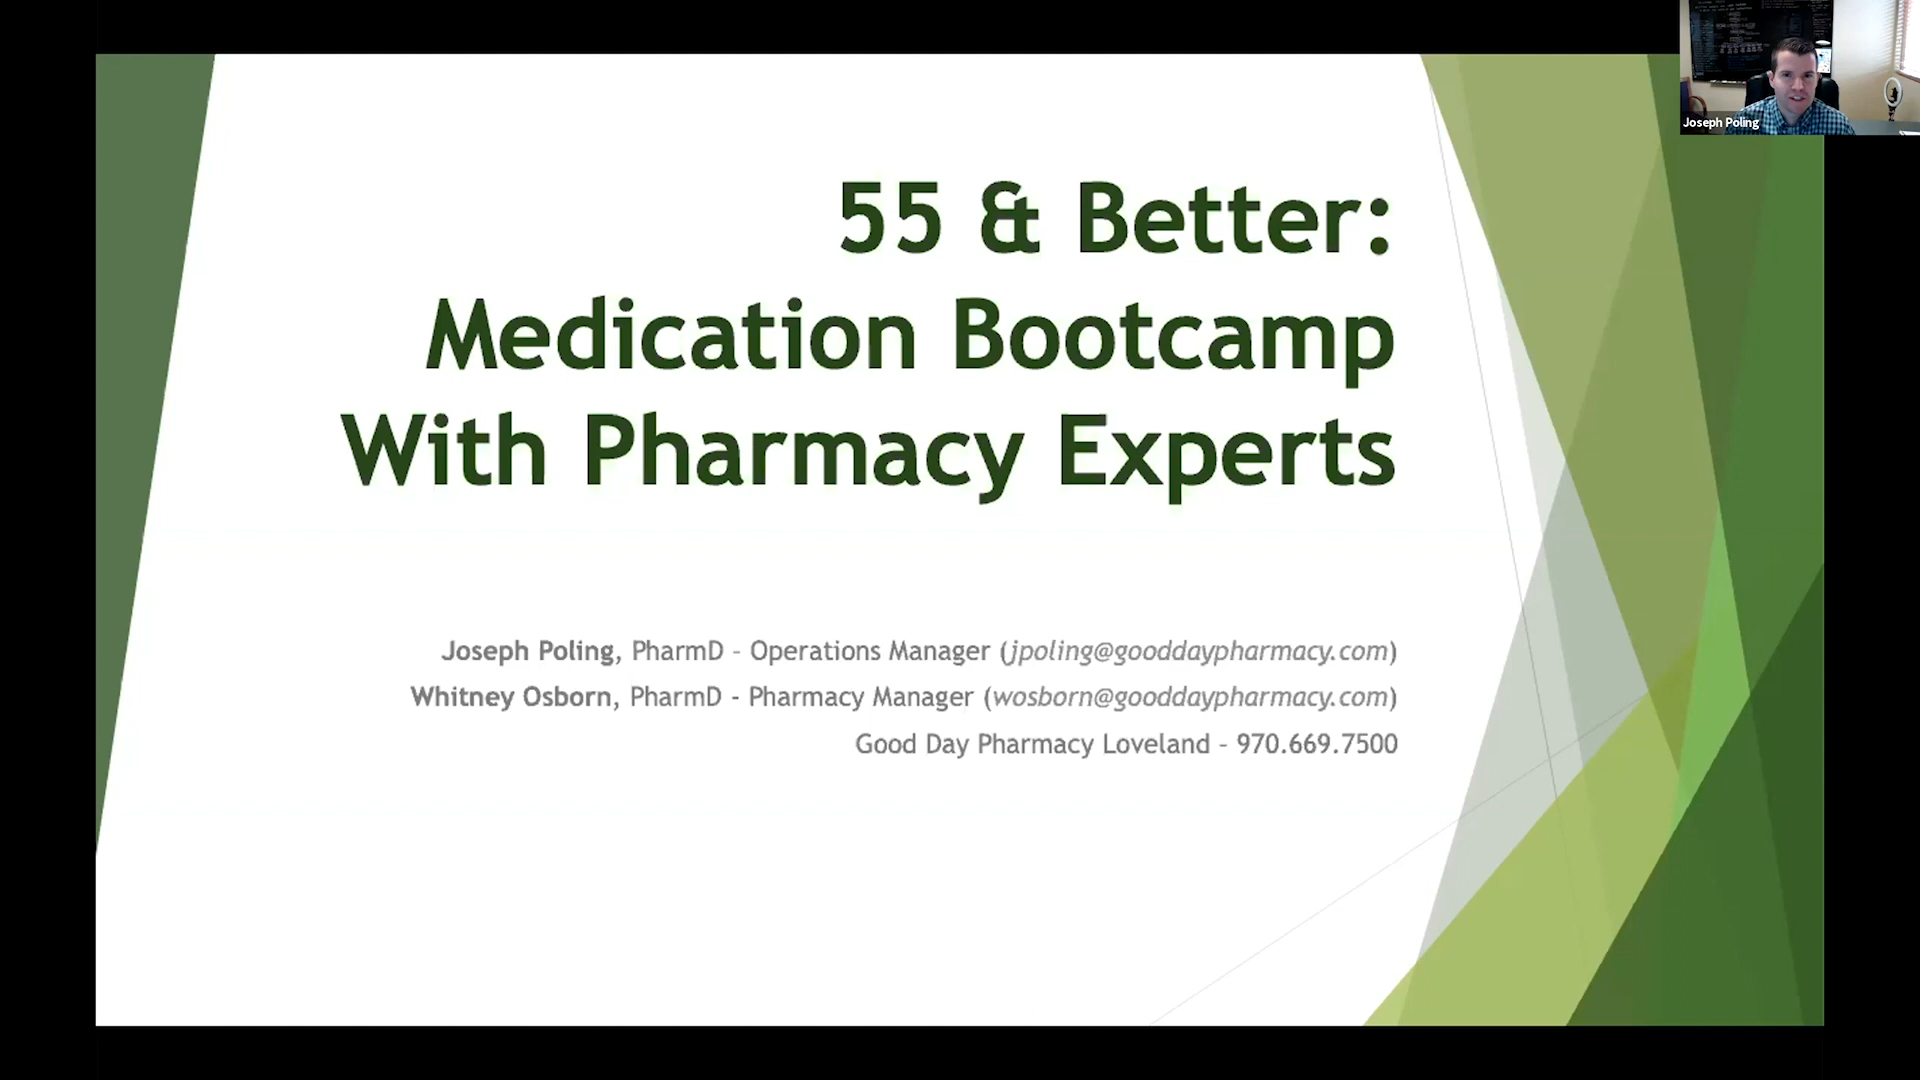 Joseph Poling
55 & Better:
Medication Bootcamp
With Pharmacy Experts
Joseph Poling, PharmD – Operations Manager (jpoling@gooddaypharmacy.com)
Whitney Osborn, PharmD - Pharmacy Manager (wosborn@gooddaypharmacy.com)
Good Day Pharmacy Loveland – 970.669.7500